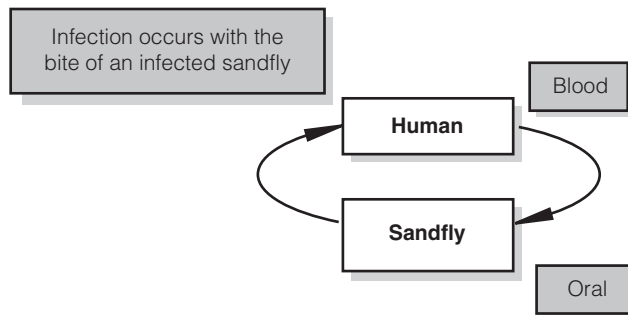 Infection occurs with the
bite of an infected sandfly
Blood
Human
Sandfly
Oral